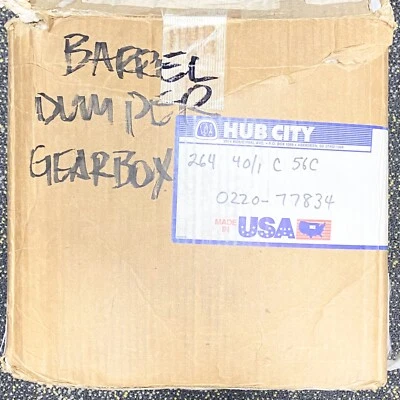 BARREL
DUMPER
GEARBOX
HUB CITY
264 40/1 C 56C
0220-77834
MADE
IN
USA